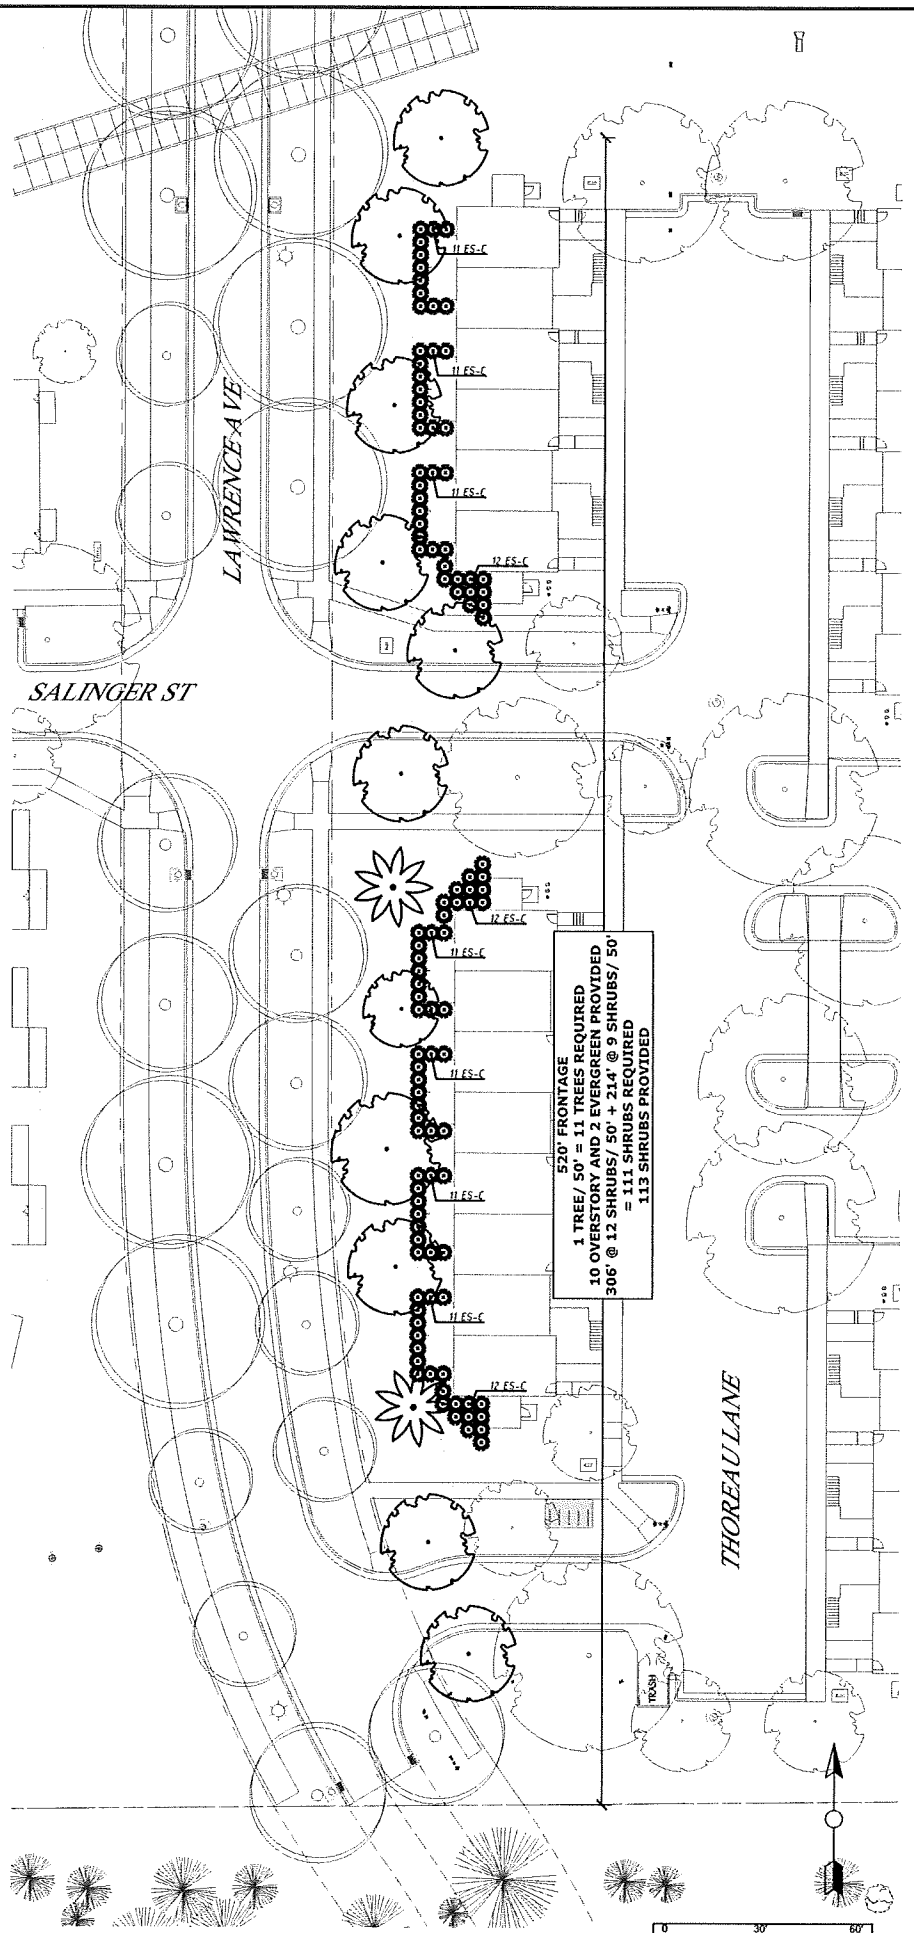 11 ES-C
11 ES-C
LAWRENCE AVE
11 ES-C
12 ES-C
SALINGER ST
12 ES-C
11 ES-C
520' FRONTAGE
1 TREE/ 50' = 11 TREES REQUIRED
10 OVERSTORY AND 2 EVERGREEN PROVIDED
306' @ 12 SHRUBS/ 50' + 214' @ 9 SHRUBS/ 50'
= 111 SHRUBS REQUIRED
113 SHRUBS PROVIDED
11 ES-C
11 ES-C
11 ES-C
12 ES-C
THOREAU LANE
TRASH
0 30' 60'